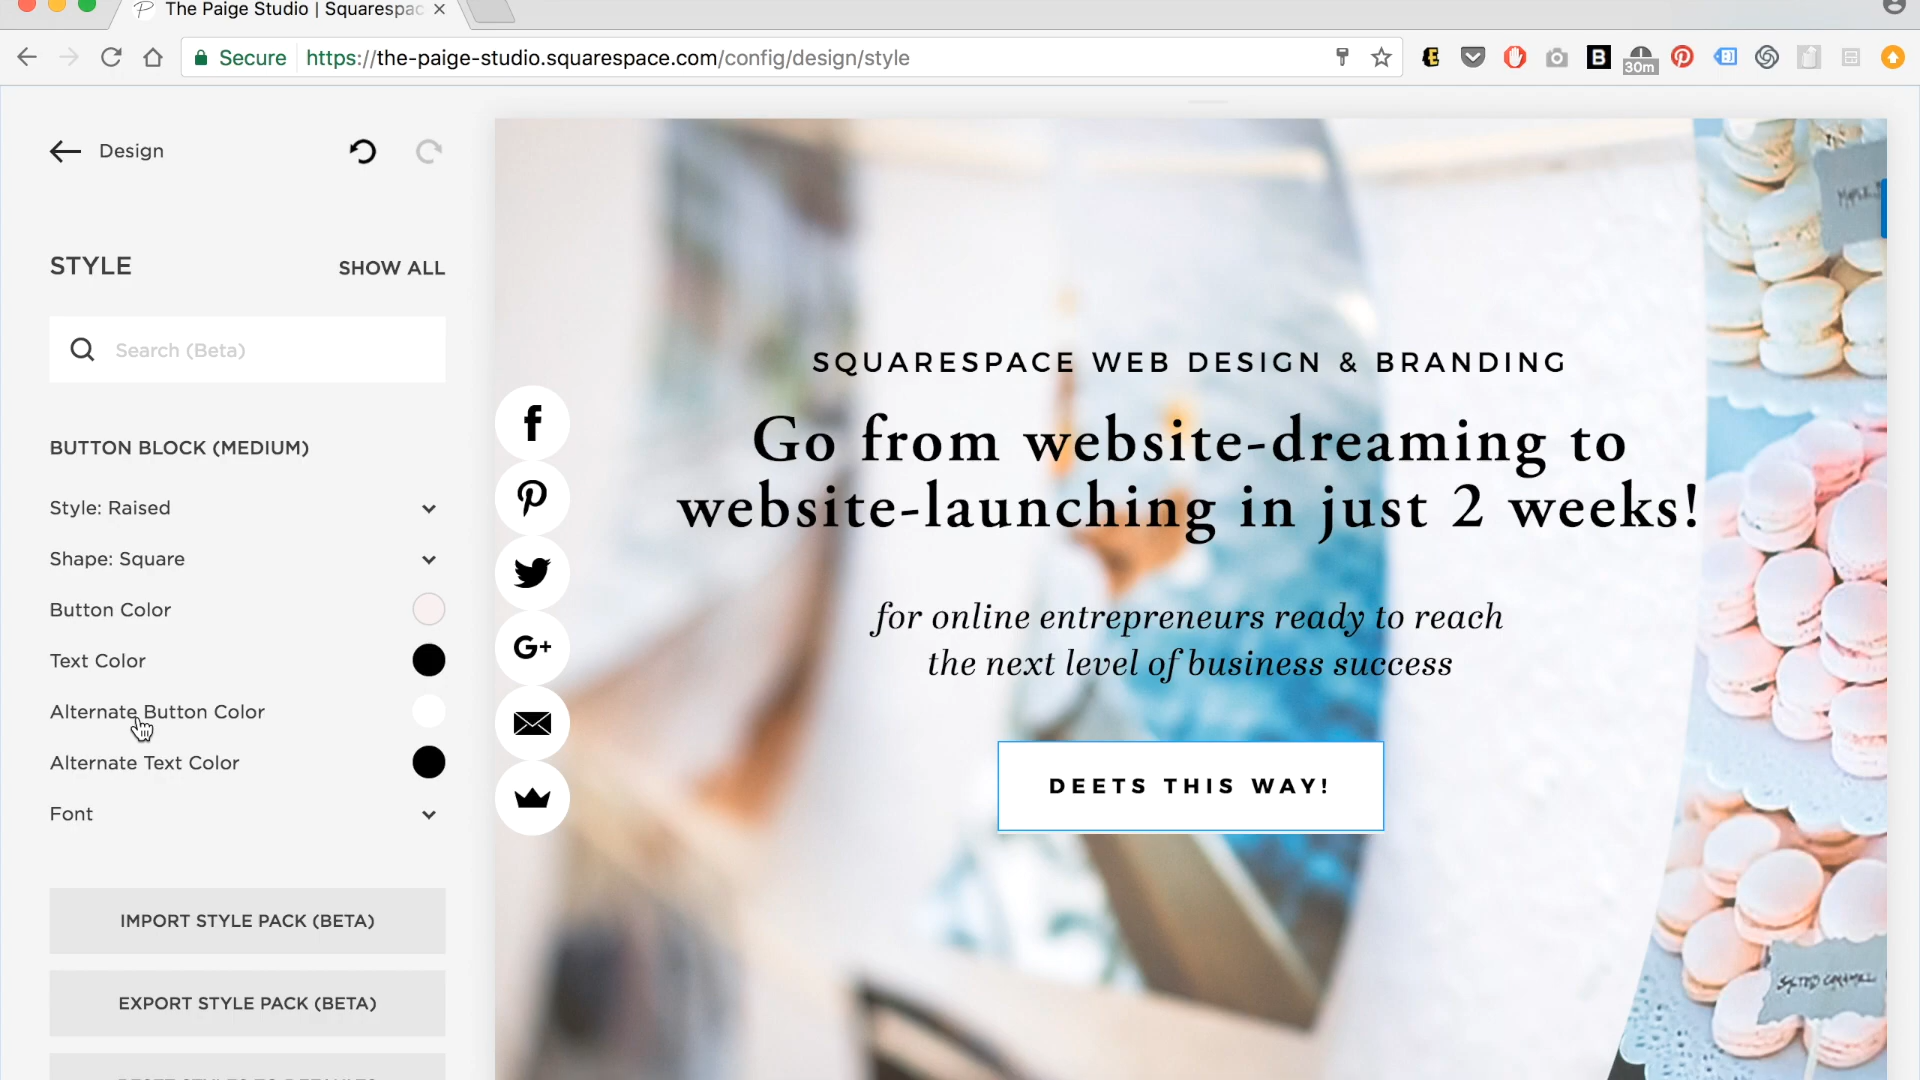 The Paige Studio | Squarespac
Secure https://the-paige-studio.squarespace.com/config/design/style
30m
Design
STYLE
SHOW ALL
Search (Beta)
BUTTON BLOCK (MEDIUM)
Style: Raised
Shape: Square
Button Color
Text Color
Alternate Button Color
Alternate Text Color
Font
IMPORT STYLE PACK (BETA)
EXPORT STYLE PACK (BETA)
SQUARESPACE WEB DESIGN & BRANDING
Go from website-dreaming to
website-launching in just 2 weeks!
for online entrepreneurs ready to reach
the next level of business success
DEETS THIS WAY!
G+
SALTED CARAMEL